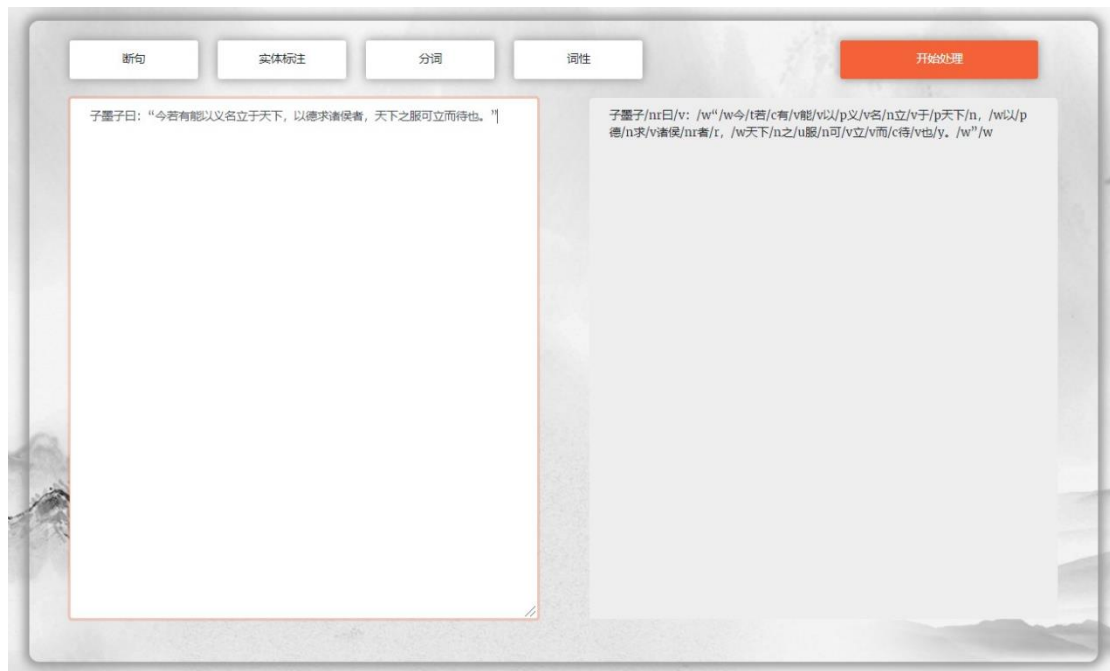 断句 实体标注 分词 词性 开始处理
子墨子曰：“今若有能以义名立于天下，以德求诸侯者，天下之服可立而待也。”
子墨子/nr曰/v：/w“/w今/t若/c有/v能/v以/p义/v名/n立/v于/p天下/n，/w以/p
德/n求/v诸侯/nr者/r，/w天下/n之/u服/n可/v立/v而/c待/v也/y。/w”/w